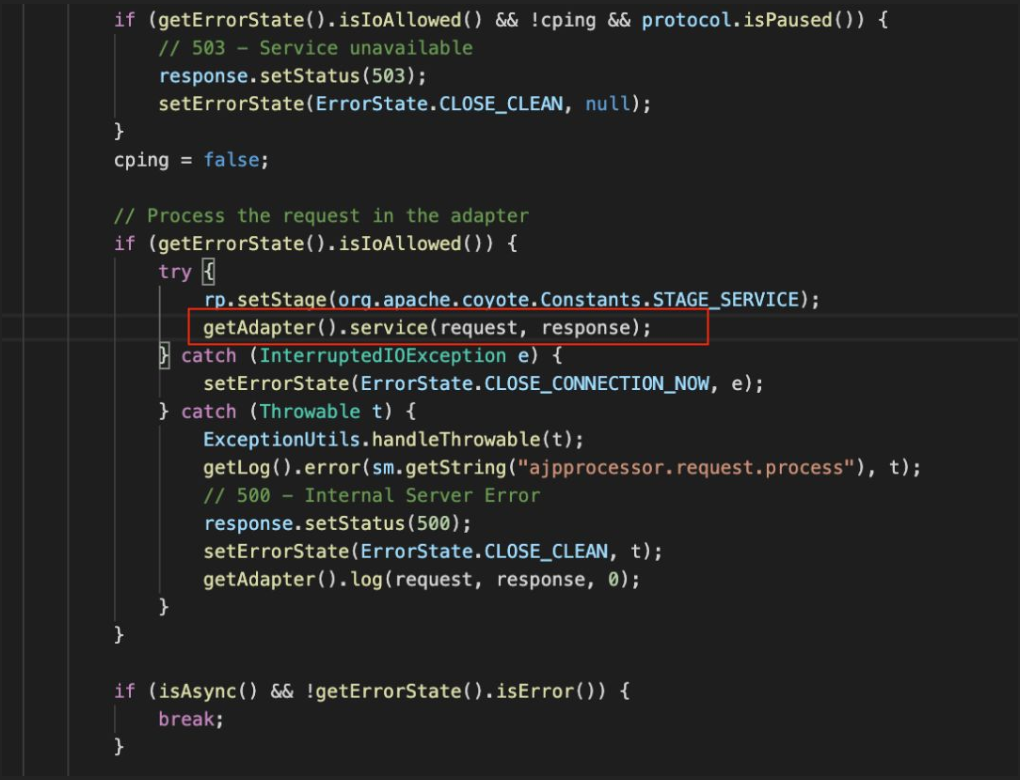 if (getErrorState().isIoAllowed() && !cping && protocol.isPaused()) {
// 503 - Service unavailable
response.setStatus(503);
setErrorState(ErrorState.CLOSE_CLEAN, null);
}
cping = false;
// Process the request in the adapter
if (getErrorState().isIoAllowed()) {
try {
rp.setStage(org.apache.coyote.Constants.STAGE_SERVICE);
getAdapter().service(request, response);
} catch (InterruptedIOException e) {
setErrorState(ErrorState.CLOSE_CONNECTION_NOW, e);
} catch (Throwable t) {
ExceptionUtils.handleThrowable(t);
getLog().error(sm.getString("ajpprocessor.request.process"), t);
// 500 - Internal Server Error
response.setStatus(500);
setErrorState(ErrorState.CLOSE_CLEAN, t);
getAdapter().log(request, response, 0);
}
}
if (isAsync() && !getErrorState().isError()) {
break;
}